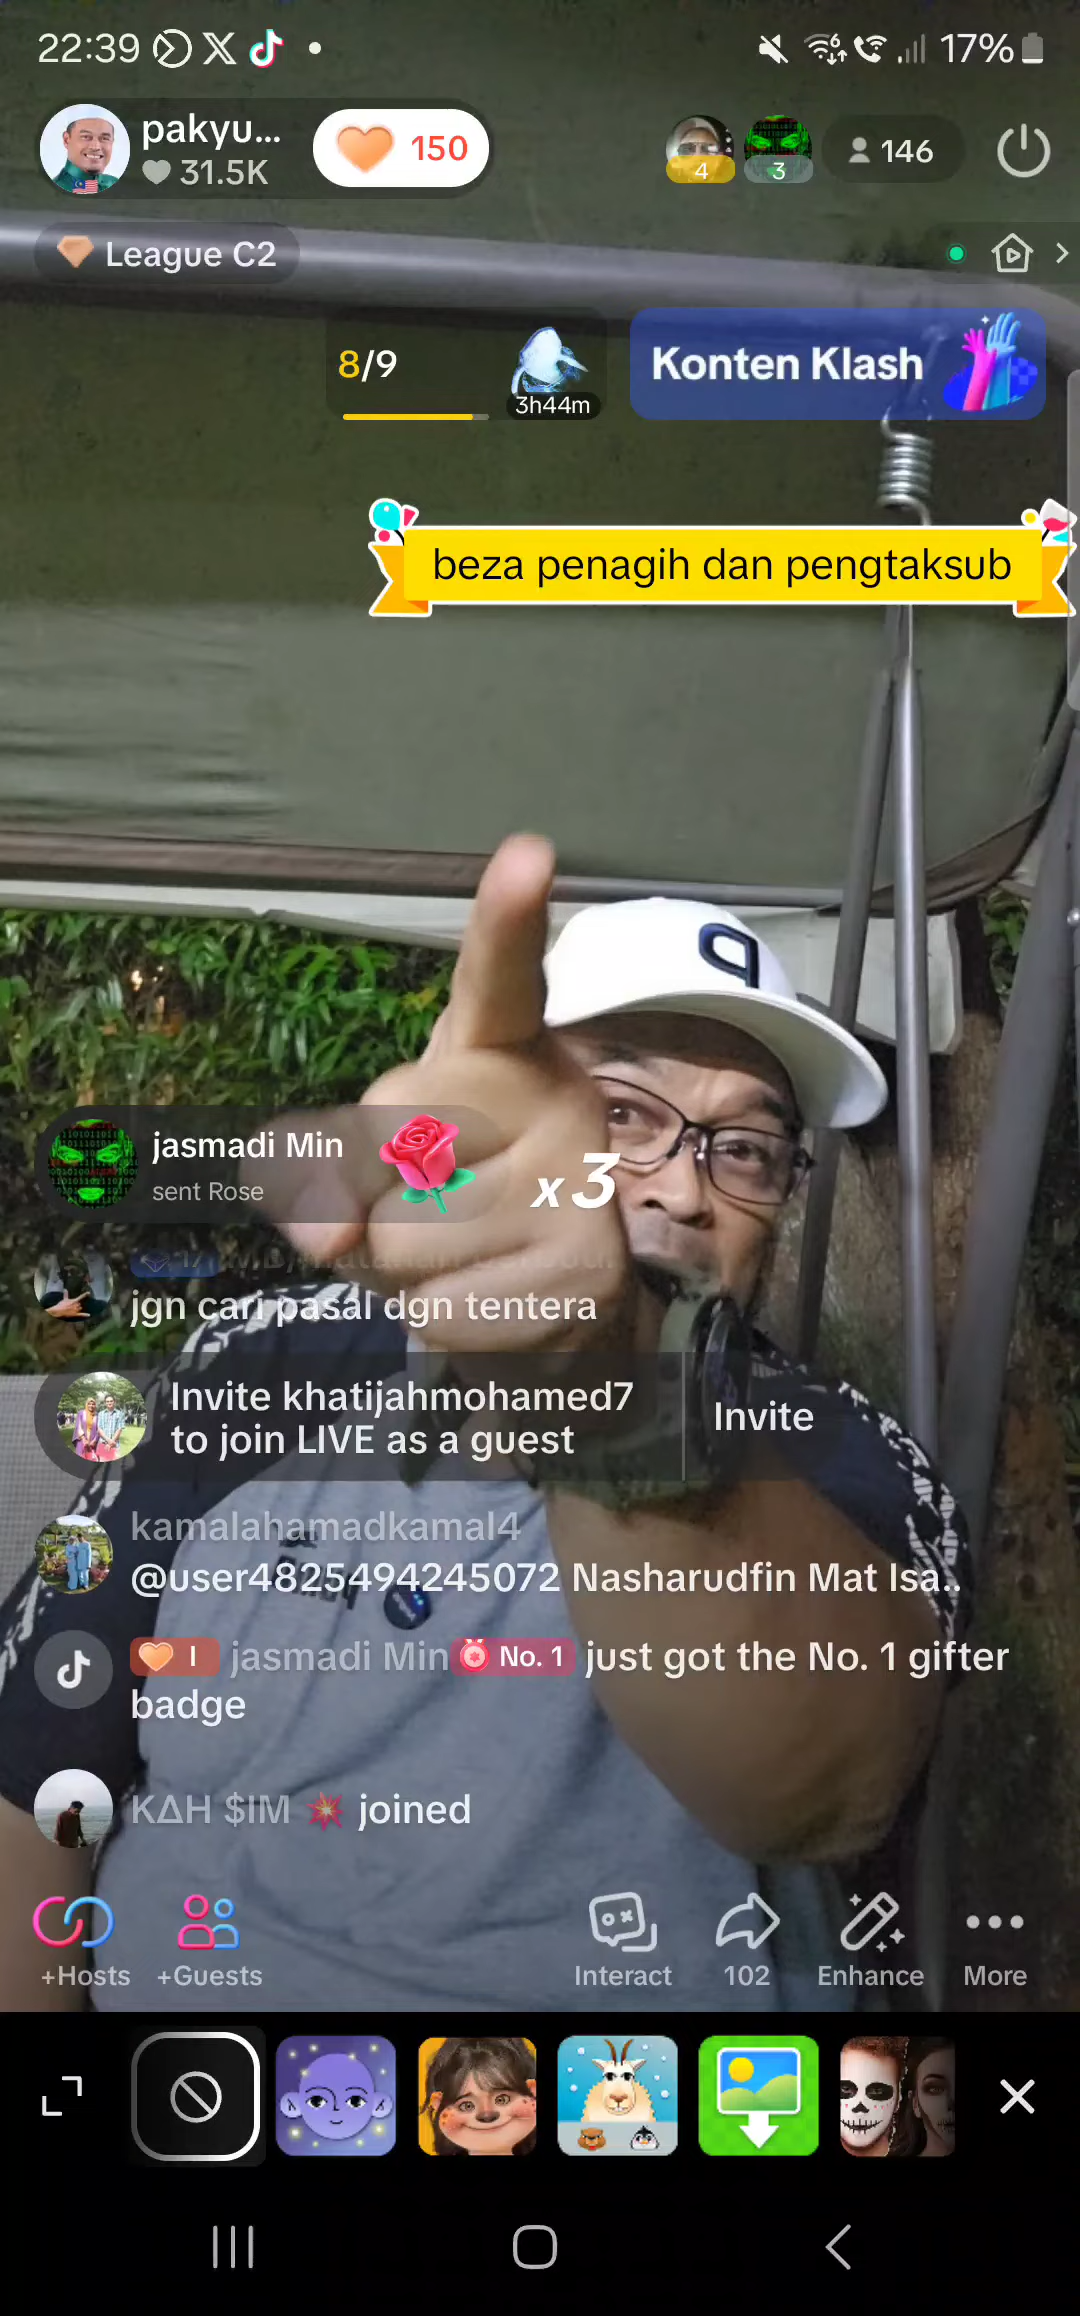 22:39
17%
pakyu...
31.5K
150
4
3
146
League C2
8/9
3h44m
Konten Klash
beza penagih dan pengtaksub
jasmadi Min
sent Rose
x3
jgn cari pasal dgn tentera
Invite khatijahmohamed7
to join LIVE as a guest
Invite
kamalahamadkamal4
@user4825494245072 Nasharudfin Mat Isa..
I jasmadi Min No. 1 just got the No. 1 gifter
badge
KΔH $IM 💥 joined
+Hosts
+Guests
Interact
102
Enhance
More